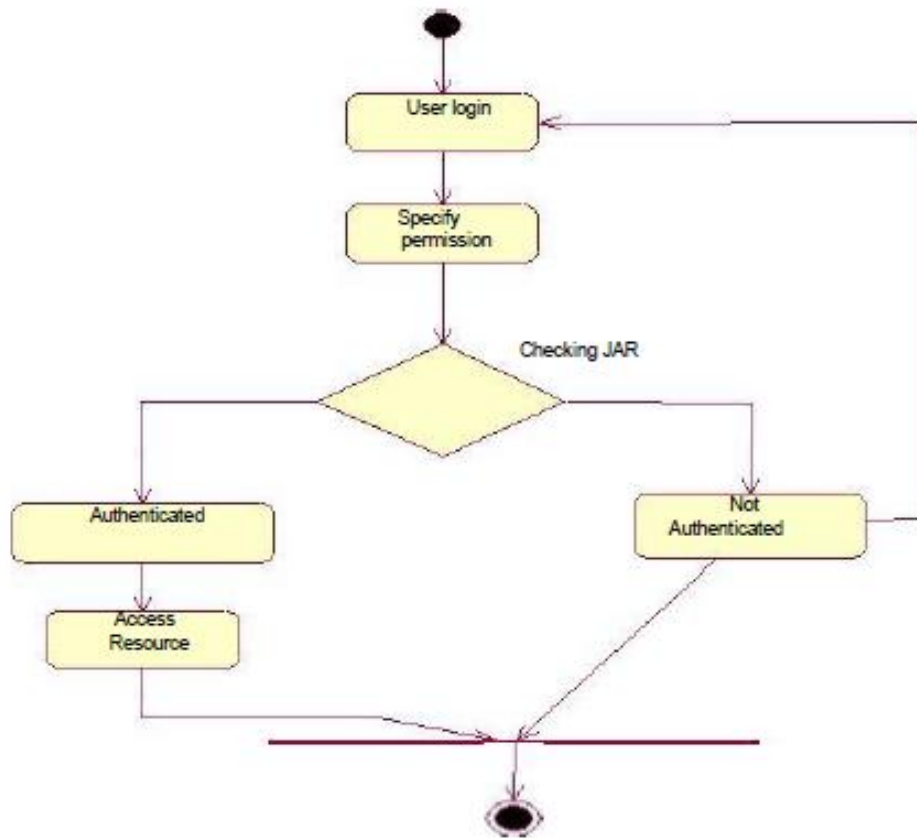 User login
Specify
permission
Checking JAR
Authenticated
Not
Authenticated
Access
Resource